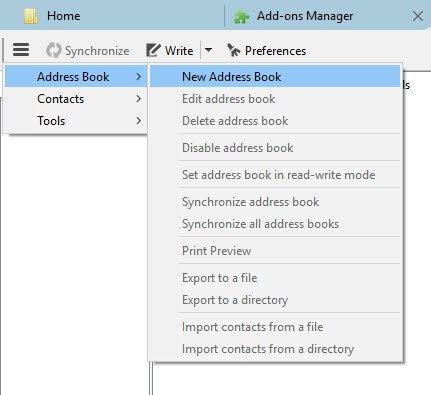 Home
Add-ons Manager
Synchronize
Write
Preferences
Address Book
New Address Book
Contacts
Edit address book
Tools
Delete address book
Disable address book
Set address book in read-write mode
Synchronize address book
Synchronize all address books
Print Preview
Export to a file
Export to a directory
Import contacts from a file
Import contacts from a directory